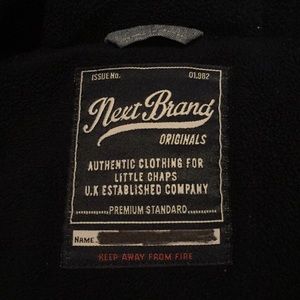 ISSUE No. 01.982
Next Brand
ORIGINALS
AUTHENTIC CLOTHING FOR
LITTLE CHAPS
U.K ESTABLISHED COMPANY
PREMIUM STANDARD
NAME
KEEP AWAY FROM FIRE